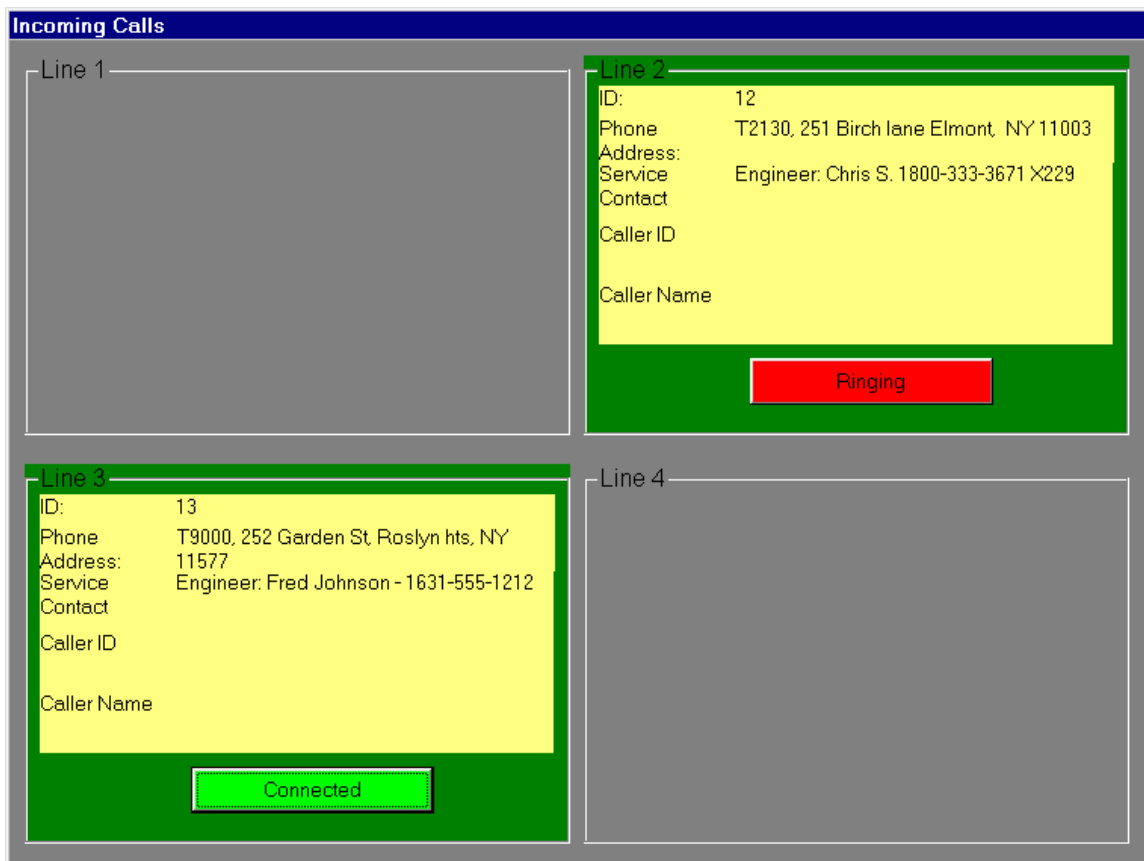 Incoming Calls
Line 1
Line 2
ID: 12
Phone Address: T2130, 251 Birch lane Elmont, NY 11003
Service Contact Engineer: Chris S. 1800-333-3671 X229
Caller ID
Caller Name
Ringing
Line 3
ID: 13
Phone T9000, 252 Garden St, Roslyn hts, NY
Address: 11577
Service Engineer: Fred Johnson - 1631-555-1212
Contact
Caller ID
Caller Name
Connected
Line 4